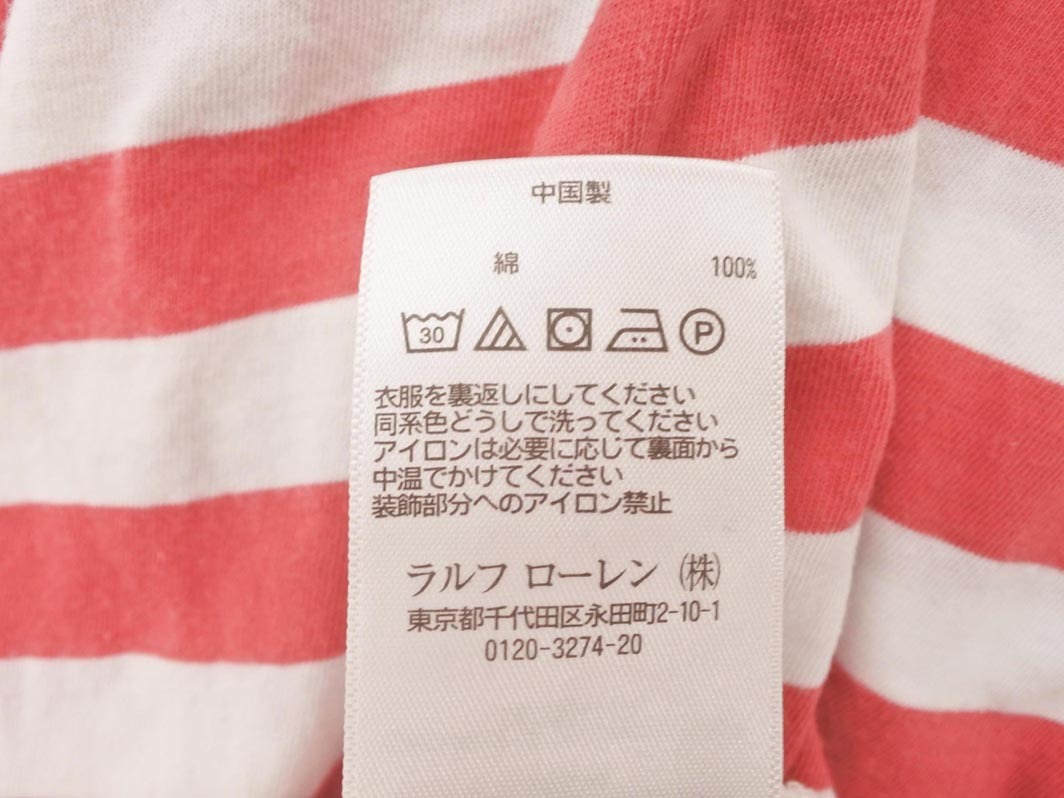 中国製
綿 100%
30 P
衣服を裏返しにしてください
同系色どうしで洗ってください
アイロンは必要に応じて裏面から
中温でかけてください
装飾部分へのアイロン禁止
ラルフ ローレン ㈱
東京都千代田区永田町2-10-1
0120-3274-20